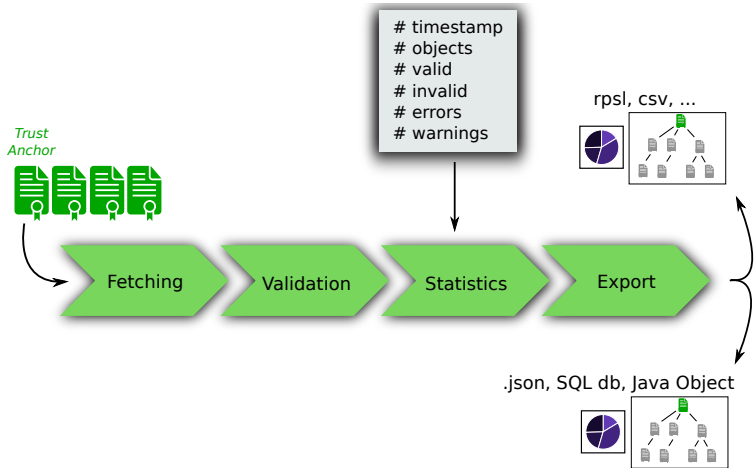 # timestamp
# objects
# valid
# invalid
# errors
# warnings
rpsl, csv, ...
Trust
Anchor
Fetching
Validation
Statistics
Export
.json, SQL db, Java Object